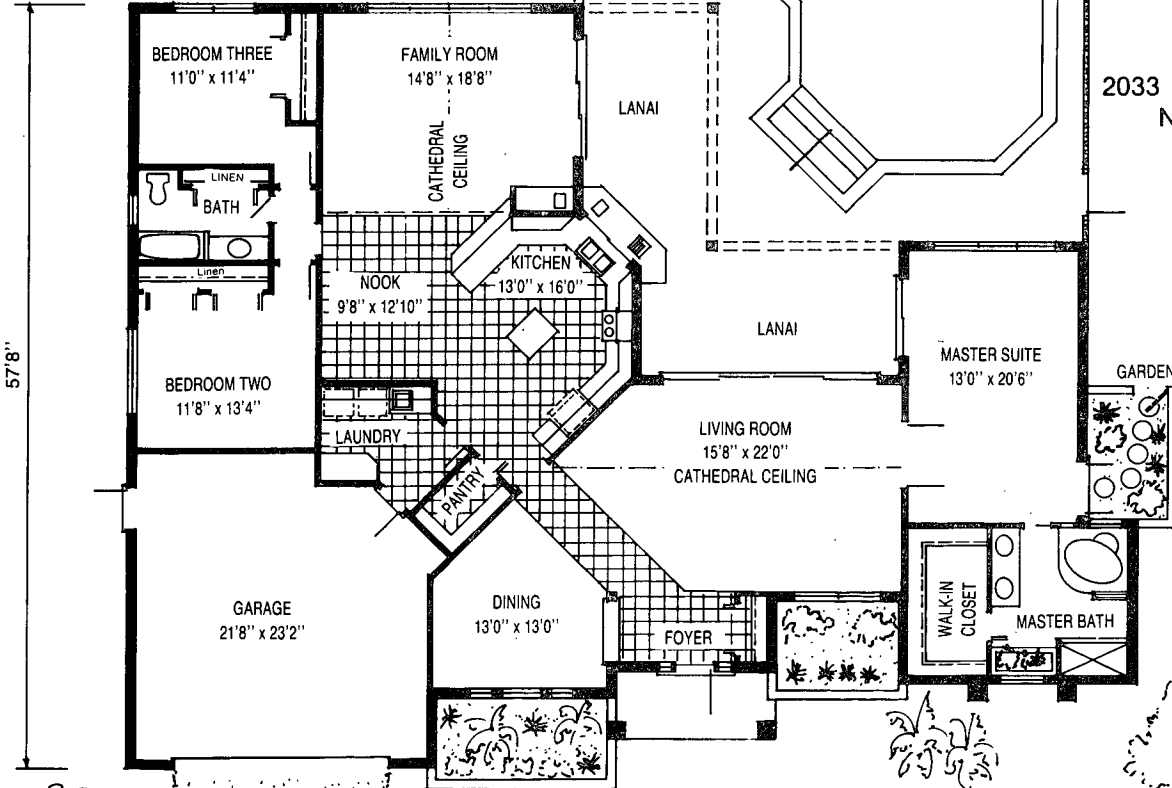 BEDROOM THREE
11'0" x 11'4"
FAMILY ROOM
14'8" x 18'8"
CATHEDRAL
CEILING
LANAI
2033
N
LINEN
BATH
Linen
NOOK
9'8" x 12'10"
KITCHEN
13'0" x 16'0"
LANAI
MASTER SUITE
13'0" x 20'6"
GARDEN
57'8"
BEDROOM TWO
11'8" x 13'4"
LAUNDRY
LIVING ROOM
15'8" x 22'0"
CATHEDRAL CEILING
PANTRY
GARAGE
21'8" x 23'2"
DINING
13'0" x 13'0"
FOYER
WALK-IN
CLOSET
MASTER BATH